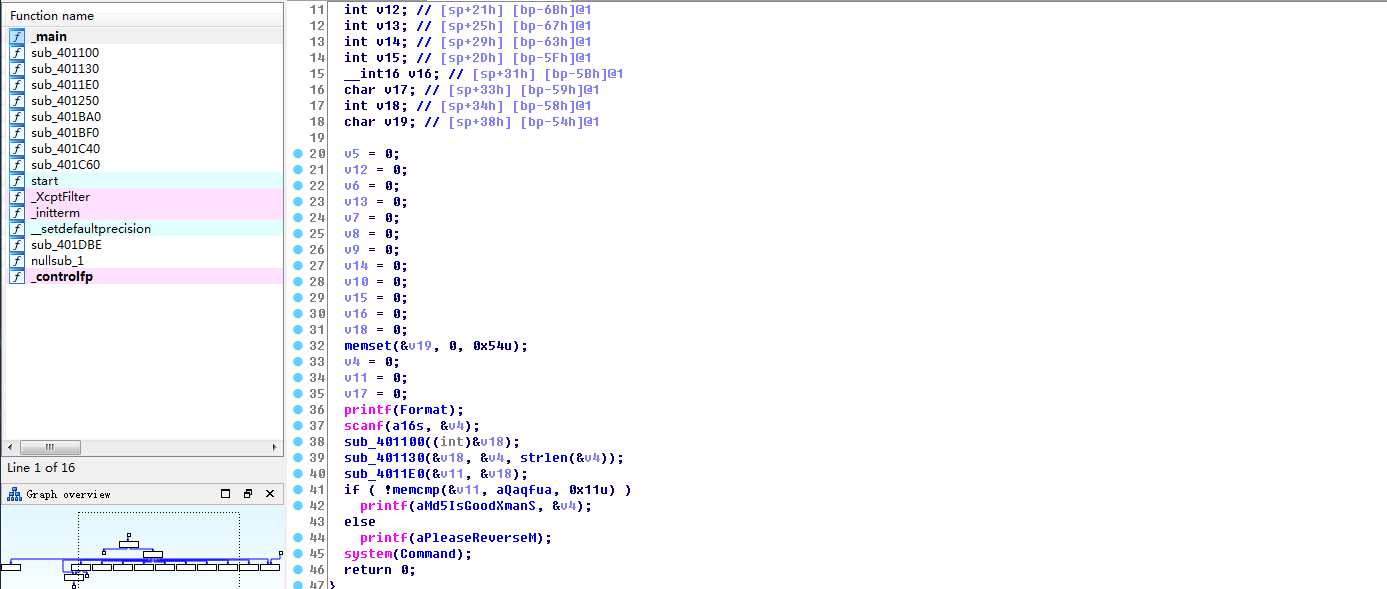 Function name
f _main
f sub_401100
f sub_401130
f sub_4011E0
f sub_401250
f sub_401BA0
f sub_401BF0
f sub_401C40
f sub_401C60
f start
f _XcptFilter
f _initterm
f __setdefaultprecision
f sub_401DBE
f nullsub_1
f _controlfp
Line 1 of 16
Graph overview
11 int v12; // [sp+21h] [bp-6Bh]@1
12 int v13; // [sp+25h] [bp-67h]@1
13 int v14; // [sp+29h] [bp-63h]@1
14 int v15; // [sp+2Dh] [bp-5Fh]@1
15 __int16 v16; // [sp+31h] [bp-5Bh]@1
16 char v17; // [sp+33h] [bp-59h]@1
17 int v18; // [sp+34h] [bp-58h]@1
18 char v19; // [sp+38h] [bp-54h]@1
19
20 v5 = 0;
21 v12 = 0;
22 v6 = 0;
23 v13 = 0;
24 v7 = 0;
25 v8 = 0;
26 v9 = 0;
27 v14 = 0;
28 v10 = 0;
29 v15 = 0;
30 v16 = 0;
31 v18 = 0;
32 memset(&v19, 0, 0x54u);
33 v4 = 0;
34 v11 = 0;
35 v17 = 0;
36 printf(Format);
37 scanf(a16s, &v4);
38 sub_401100((int)&v18);
39 sub_401130(&v18, &v4, strlen(&v4));
40 sub_4011E0(&v11, &v18);
41 if ( !memcmp(&v11, aQaqfua, 0x11u) )
42 printf(aMd5IsGoodXmanS, &v4);
43 else
44 printf(aPleaseReverseM);
45 system(Command);
46 return 0;
47 }